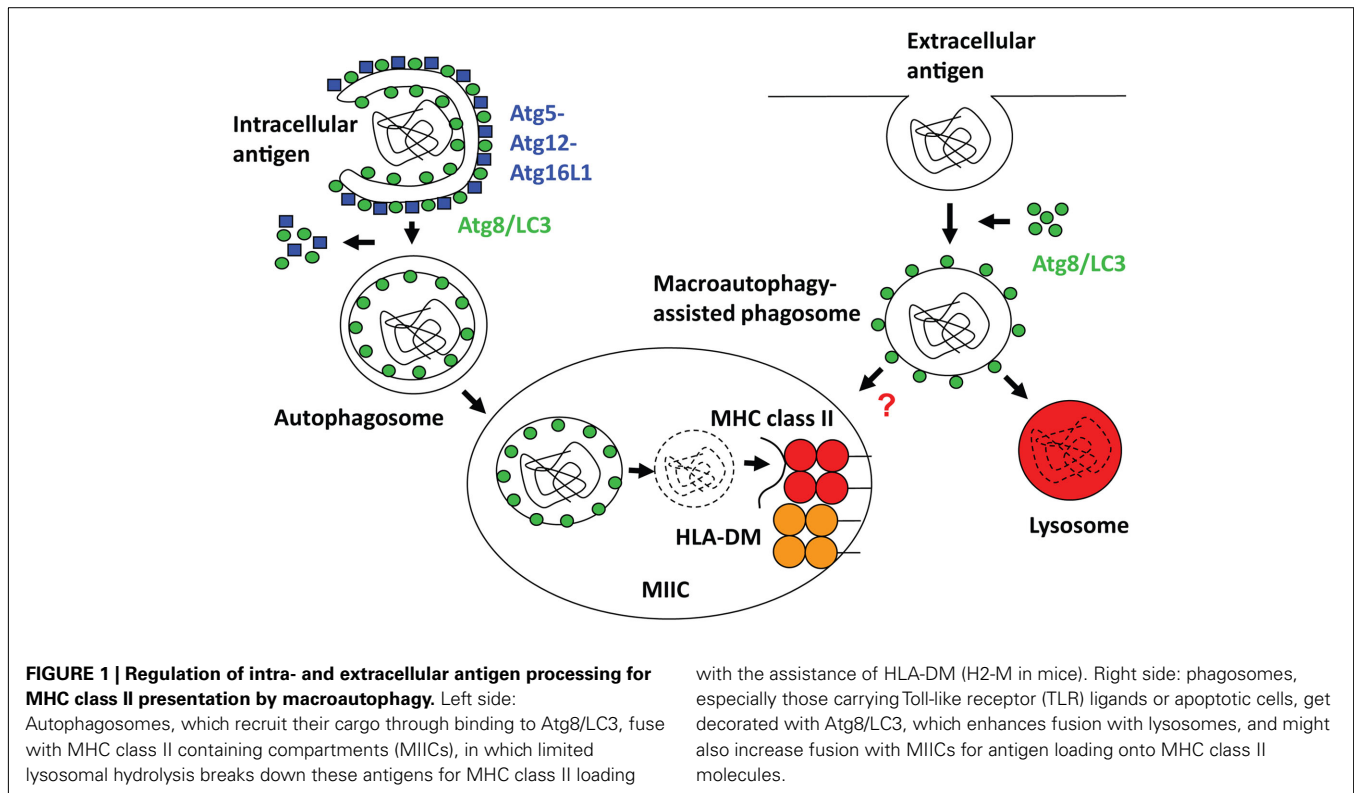 Extracellular
antigen
Intracellular
antigen
Atg5-
Atg12-
Atg16L1
Atg8/LC3
Atg8/LC3
Macroautophagy-
assisted phagosome
Autophagosome
?
MHC class II
HLA-DM
MIIC
Lysosome
FIGURE 1 | Regulation of intra- and extracellular antigen processing for
MHC class II presentation by macroautophagy. Left side:
Autophagosomes, which recruit their cargo through binding to Atg8/LC3, fuse
with MHC class II containing compartments (MIICs), in which limited
lysosomal hydrolysis breaks down these antigens for MHC class II loading
with the assistance of HLA-DM (H2-M in mice). Right side: phagosomes,
especially those carrying Toll-like receptor (TLR) ligands or apoptotic cells, get
decorated with Atg8/LC3, which enhances fusion with lysosomes, and might
also increase fusion with MIICs for antigen loading onto MHC class II
molecules.